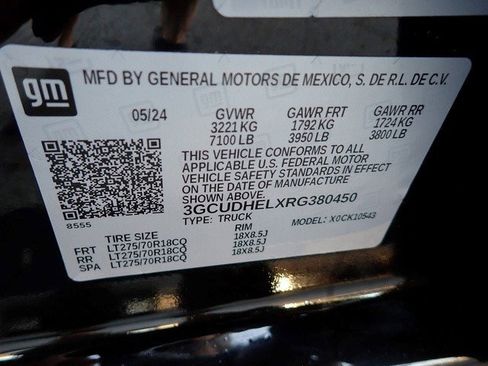 gm
MFD BY GENERAL MOTORS DE MEXICO, S. DE R.L. DE C.V.
05/24 GVWR GAWR FRT GAWR RR
3221 KG 1792 KG 1724 KG
7100 LB 3950 LB 3800 LB
THIS VEHICLE CONFORMS TO ALL
APPLICABLE U.S. FEDERAL MOTOR
VEHICLE SAFETY STANDARDS IN EFFECT
ON THE DATE OF MANUFACTURE SHOWN ABOVE.
3GCUDHELXRG380450
8555 TYPE: TRUCK MODEL: X0CK10543
TIRE SIZE RIM
FRT LT275/70R18CQ 18X8.5J
RR LT275/70R18CQ 18X8.5J
SPA LT275/70R18CQ 18X8.5J